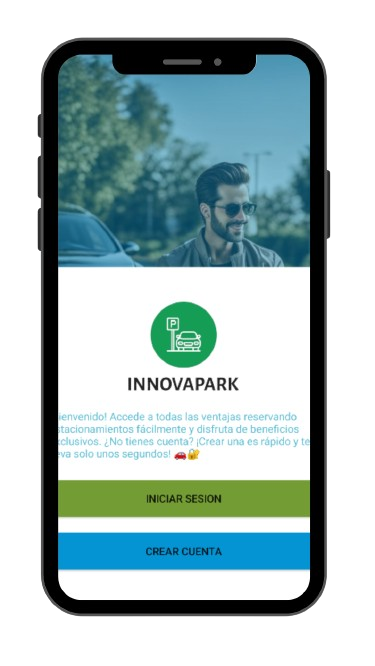 P
INNOVAPARK
ienvenido! Accede a todas las ventajas reservando
stacionamientos fácilmente y disfruta de beneficios
xclusivos. ¿No tienes cuenta? ¡Crear una es rápido y te
eva solo unos segundos! 🚗🔐
INICIAR SESION
CREAR CUENTA